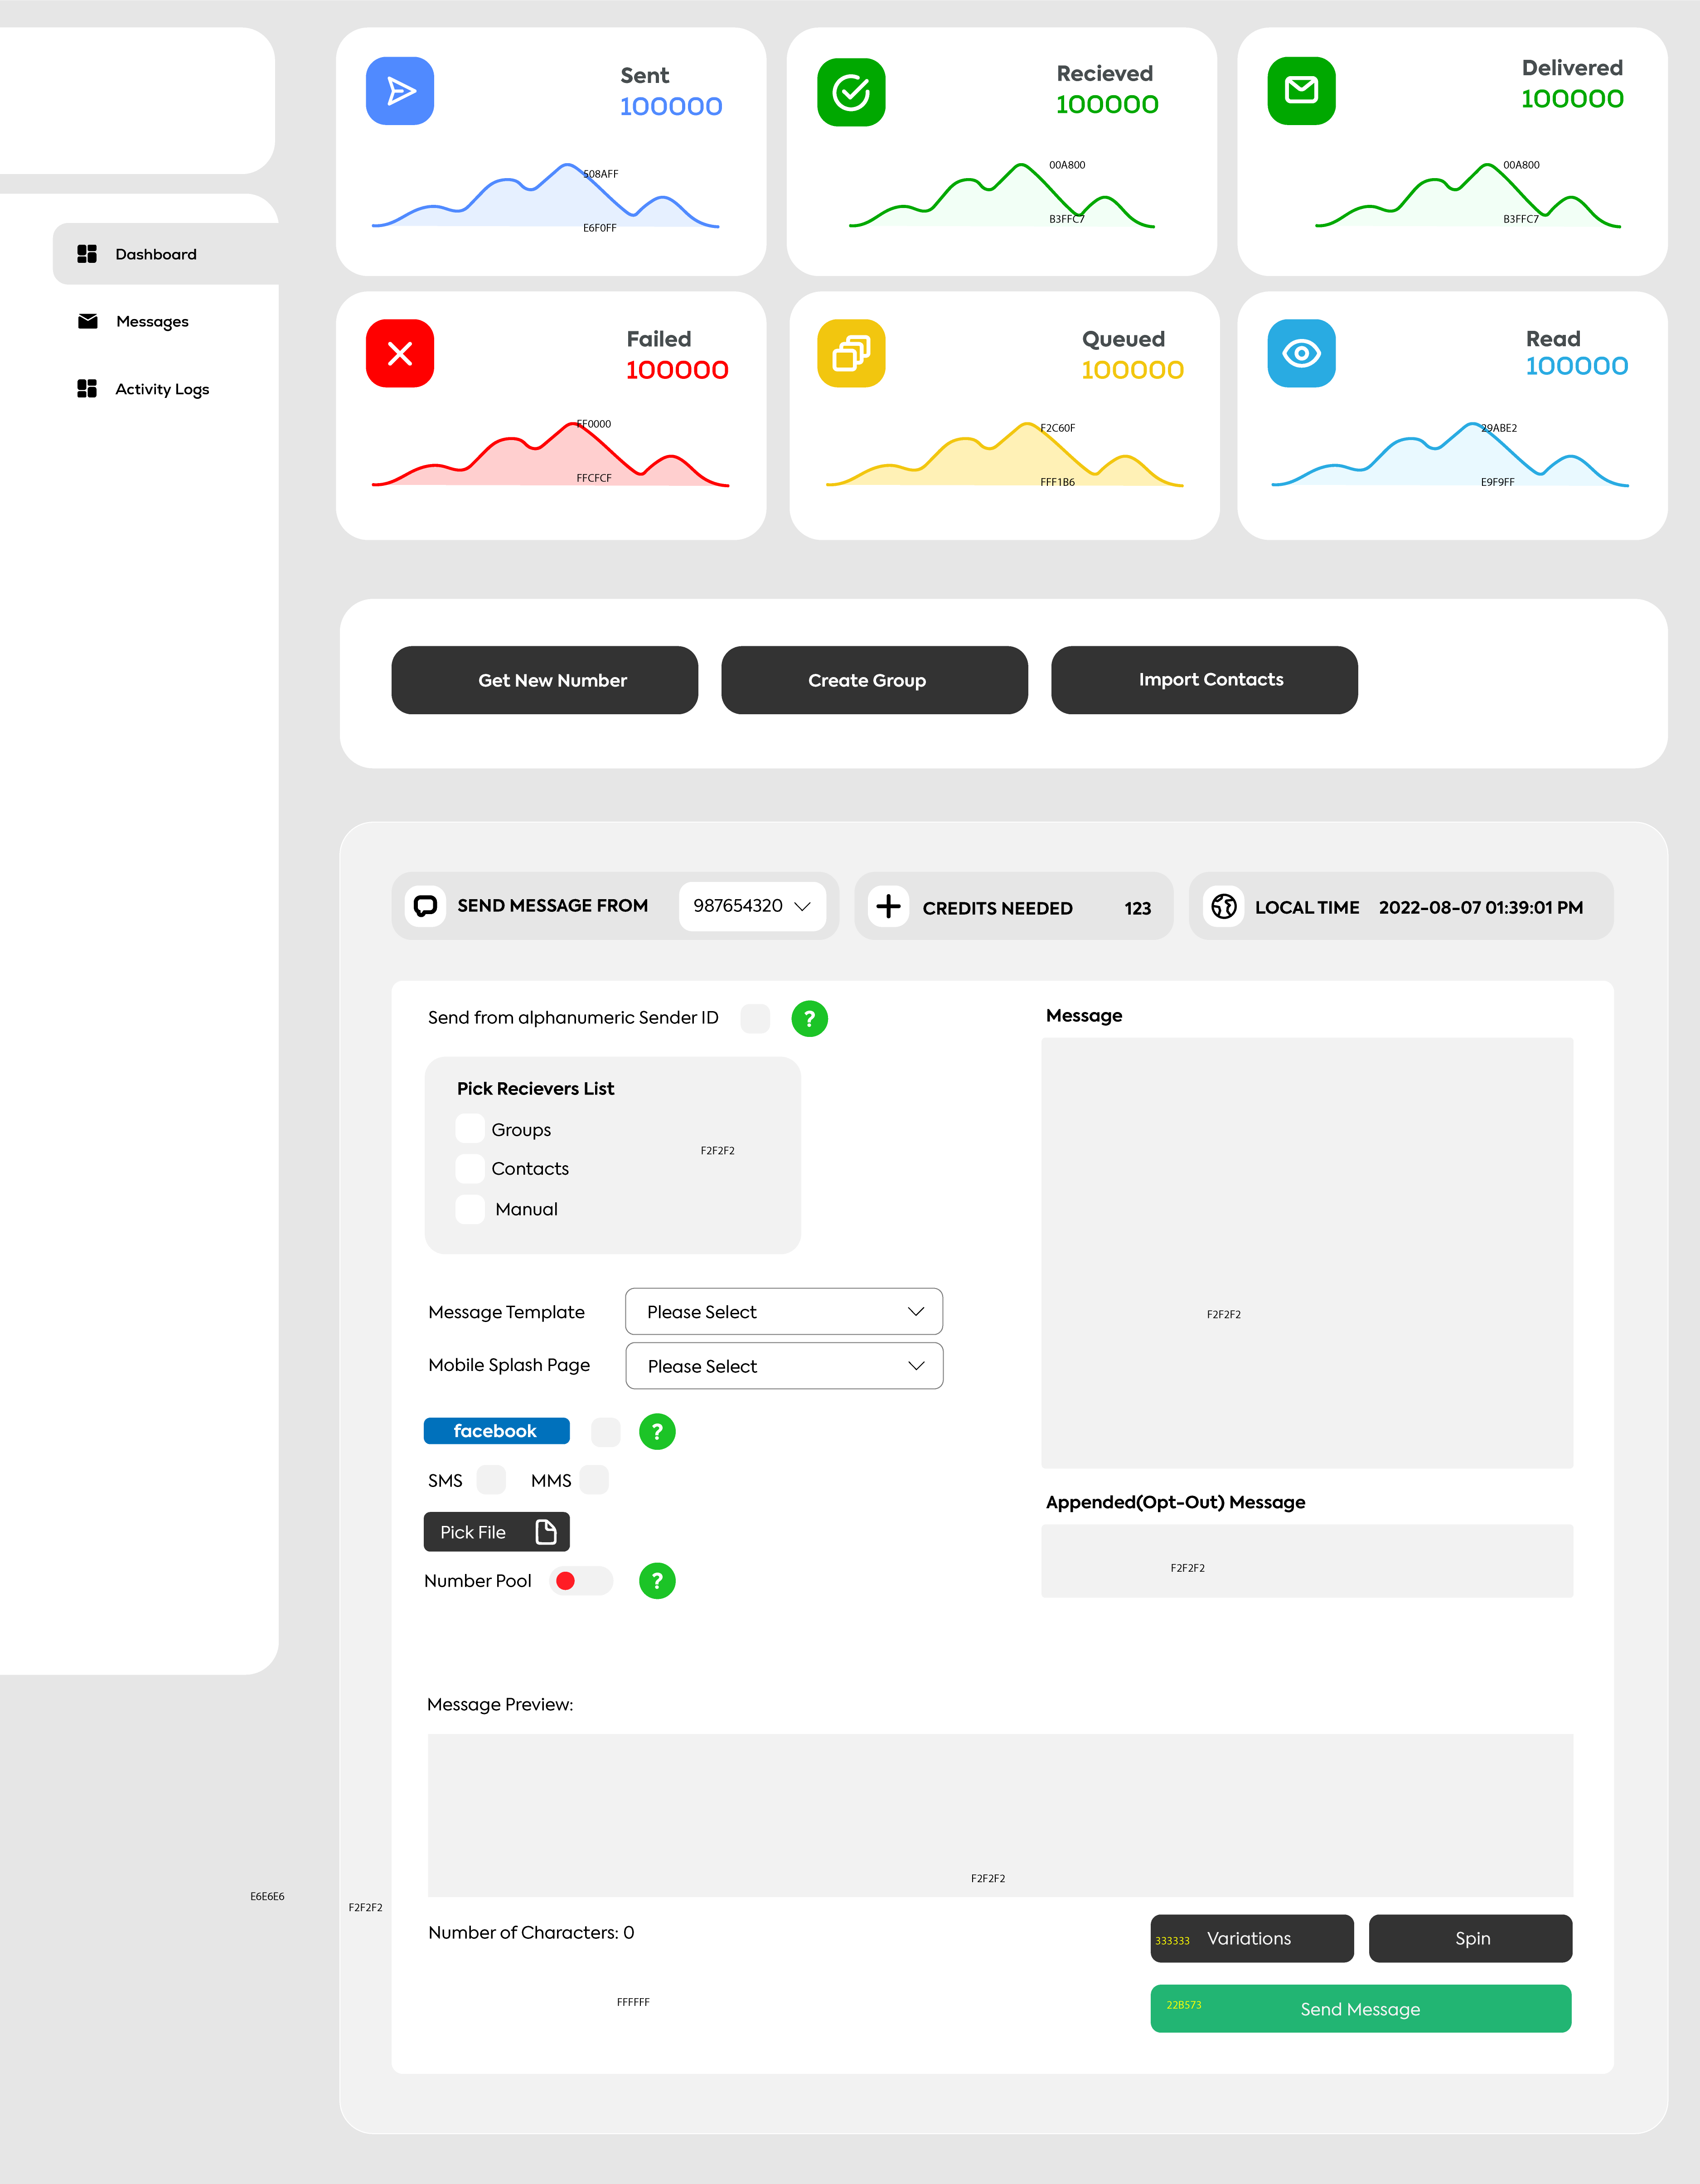 Dashboard
Messages
Activity Logs
Sent
100000
508AFF
E6F0FF
Recieved
100000
00A800
B3FFC7
Delivered
100000
00A800
B3FFC7
Failed
100000
FF0000
FFCFCF
Queued
100000
F2C60F
FFF1B6
Read
100000
29ABE2
E9F9FF
Get New Number
Create Group
Import Contacts
SEND MESSAGE FROM 987654320
CREDITS NEEDED 123
LOCAL TIME 2022-08-07 01:39:01 PM
Send from alphanumeric Sender ID ?
Pick Recievers List
Groups
Contacts
Manual
F2F2F2
Message Template Please Select
Mobile Splash Page Please Select
facebook ?
SMS MMS
Pick File
Number Pool ?
Message
F2F2F2
Appended(Opt-Out) Message
F2F2F2
Message Preview:
F2F2F2
E6E6E6
F2F2F2
Number of Characters: 0
333333 Variations
Spin
FFFFFF
22B573 Send Message